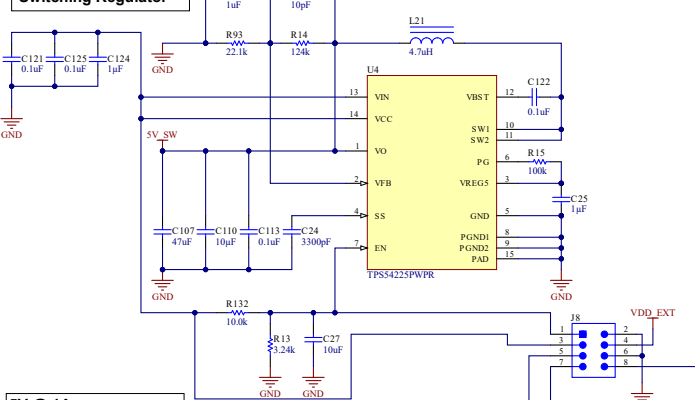 Switching Regulator
1uF
10pF
R93
22.1k
R14
124k
L21
4.7uH
GND
C121
0.1uF
C125
0.1uF
C124
1µF
GND
U4
13
VIN
14
VCC
1
VO
2
VFB
4
SS
7
EN
VBST
12
SW1
10
SW2
11
PG
6
VREG5
3
GND
5
PGND1
8
PGND2
9
PAD
15
TPS54225PWPR
C122
0.1uF
R15
100k
C25
1µF
GND
5V_SW
C107
47uF
C110
10µF
C113
0.1uF
C24
3300pF
GND
R132
10.0k
R13
3.24k
C27
10uF
GND
GND
J8
1
2
3
4
5
6
7
8
VDD_EXT